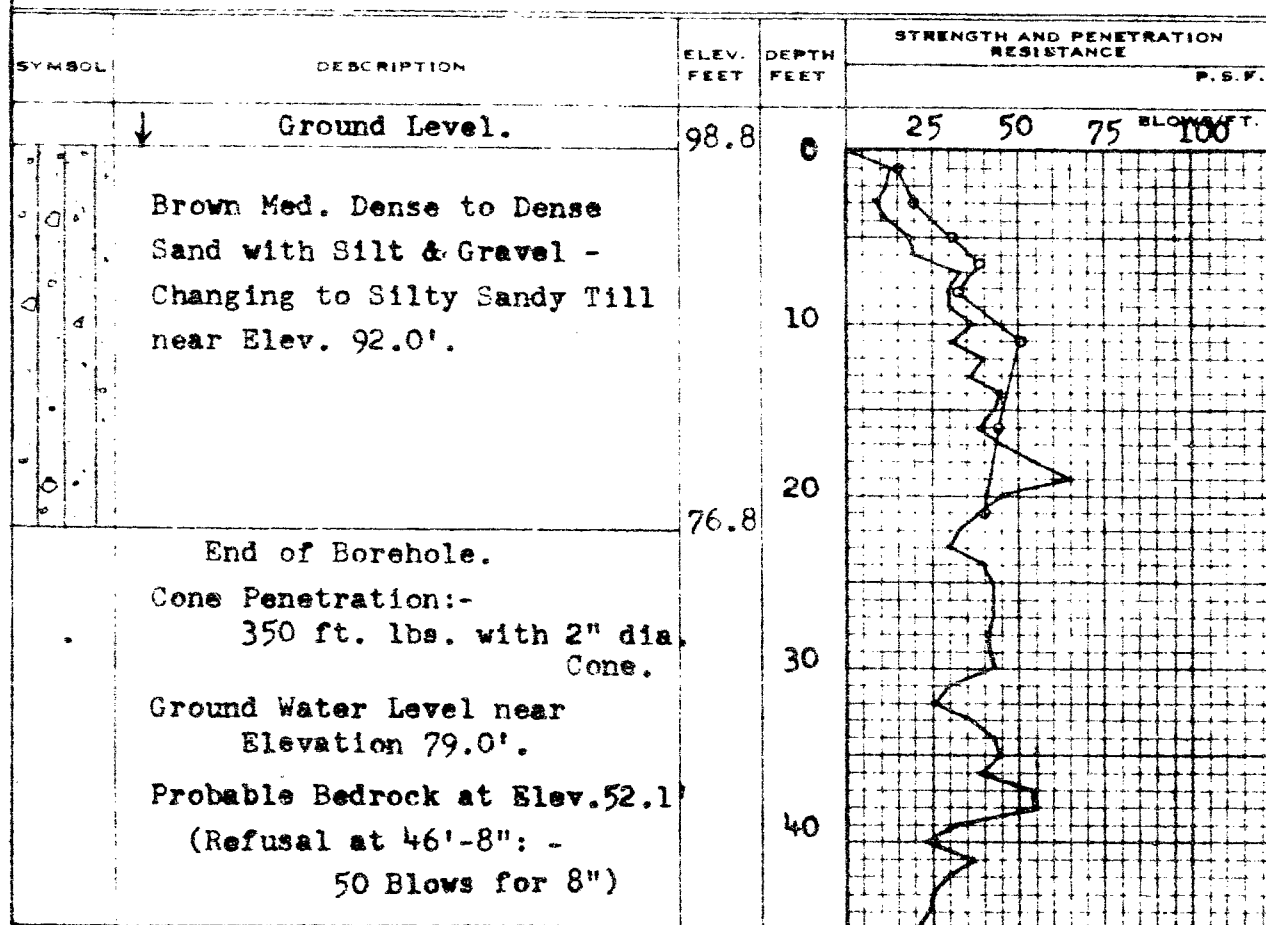 SYMBOL
DESCRIPTION
ELEV. FEET
DEPTH FEET
STRENGTH AND PENETRATION RESISTANCE
P.S.F.
BLOWS/FT.
25 50 75 100
Ground Level.
98.8
0
Brown Med. Dense to Dense
Sand with Silt & Gravel -
Changing to Silty Sandy Till
near Elev. 92.0'.
10
20
76.8
End of Borehole.
Cone Penetration:-
350 ft. lbs. with 2" dia.
Cone.
30
Ground Water Level near
Elevation 79.0'.
Probable Bedrock at Elev.52.1'
(Refusal at 46'-8": -
40
50 Blows for 8")